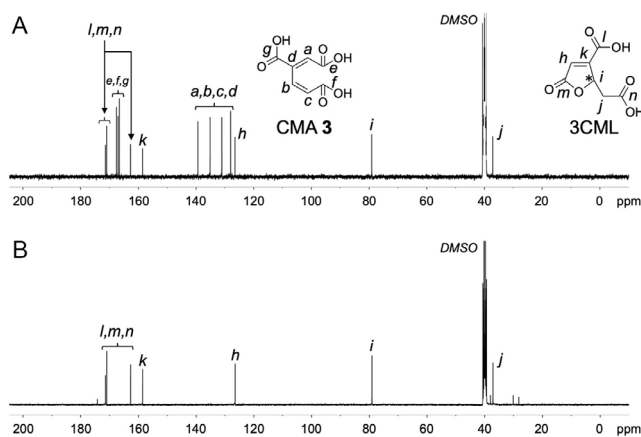 A
l,m,n
e,f,g
k
a,b,c,d
h
i
DMSO
j
OH
g
O
d
a
O
OH
e
b
c
f
OH
O
CMA 3
l
O
OH
k
h
i
*
O
m
O
j
O
n
OH
3CML
200 180 160 140 120 100 80 60 40 20 0 ppm
B
l,m,n
k
h
i
DMSO
j
200 180 160 140 120 100 80 60 40 20 0 ppm